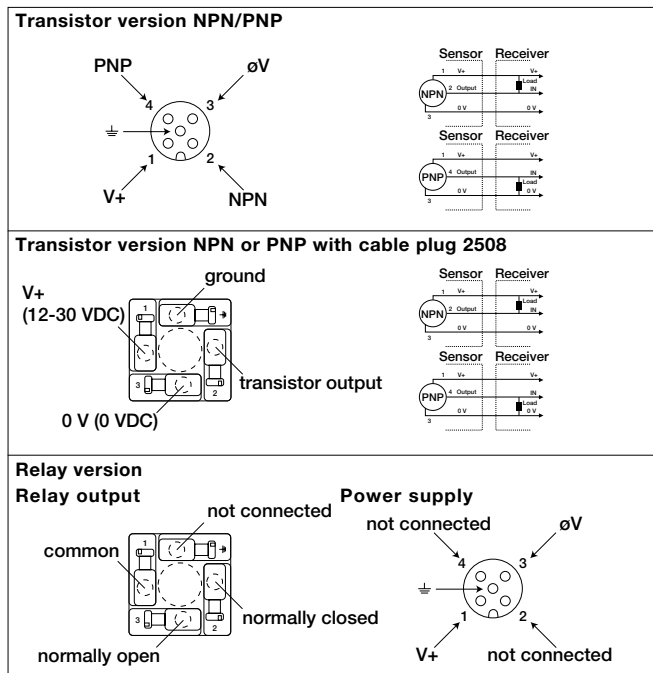 Transistor version NPN/PNP
PNP
øV
4
3
1
2
V+
NPN
Sensor Receiver
1 V+ V+
Load
NPN 2 Output IN
0 V 0 V
3
Sensor Receiver
1 V+ V+
PNP 4 Output IN
Load
0 V 0 V
3
Transistor version NPN or PNP with cable plug 2508
ground
V+
(12-30 VDC)
1
transistor output
3
2
0 V (0 VDC)
Sensor Receiver
1 V+ V+
Load
NPN 2 Output IN
0 V 0 V
3
Sensor Receiver
1 V+ V+
PNP 4 Output IN
Load
0 V 0 V
3
Relay version
Relay output
not connected
common
1
normally closed
3
2
normally open
Power supply
not connected
øV
4
3
1
2
V+
not connected